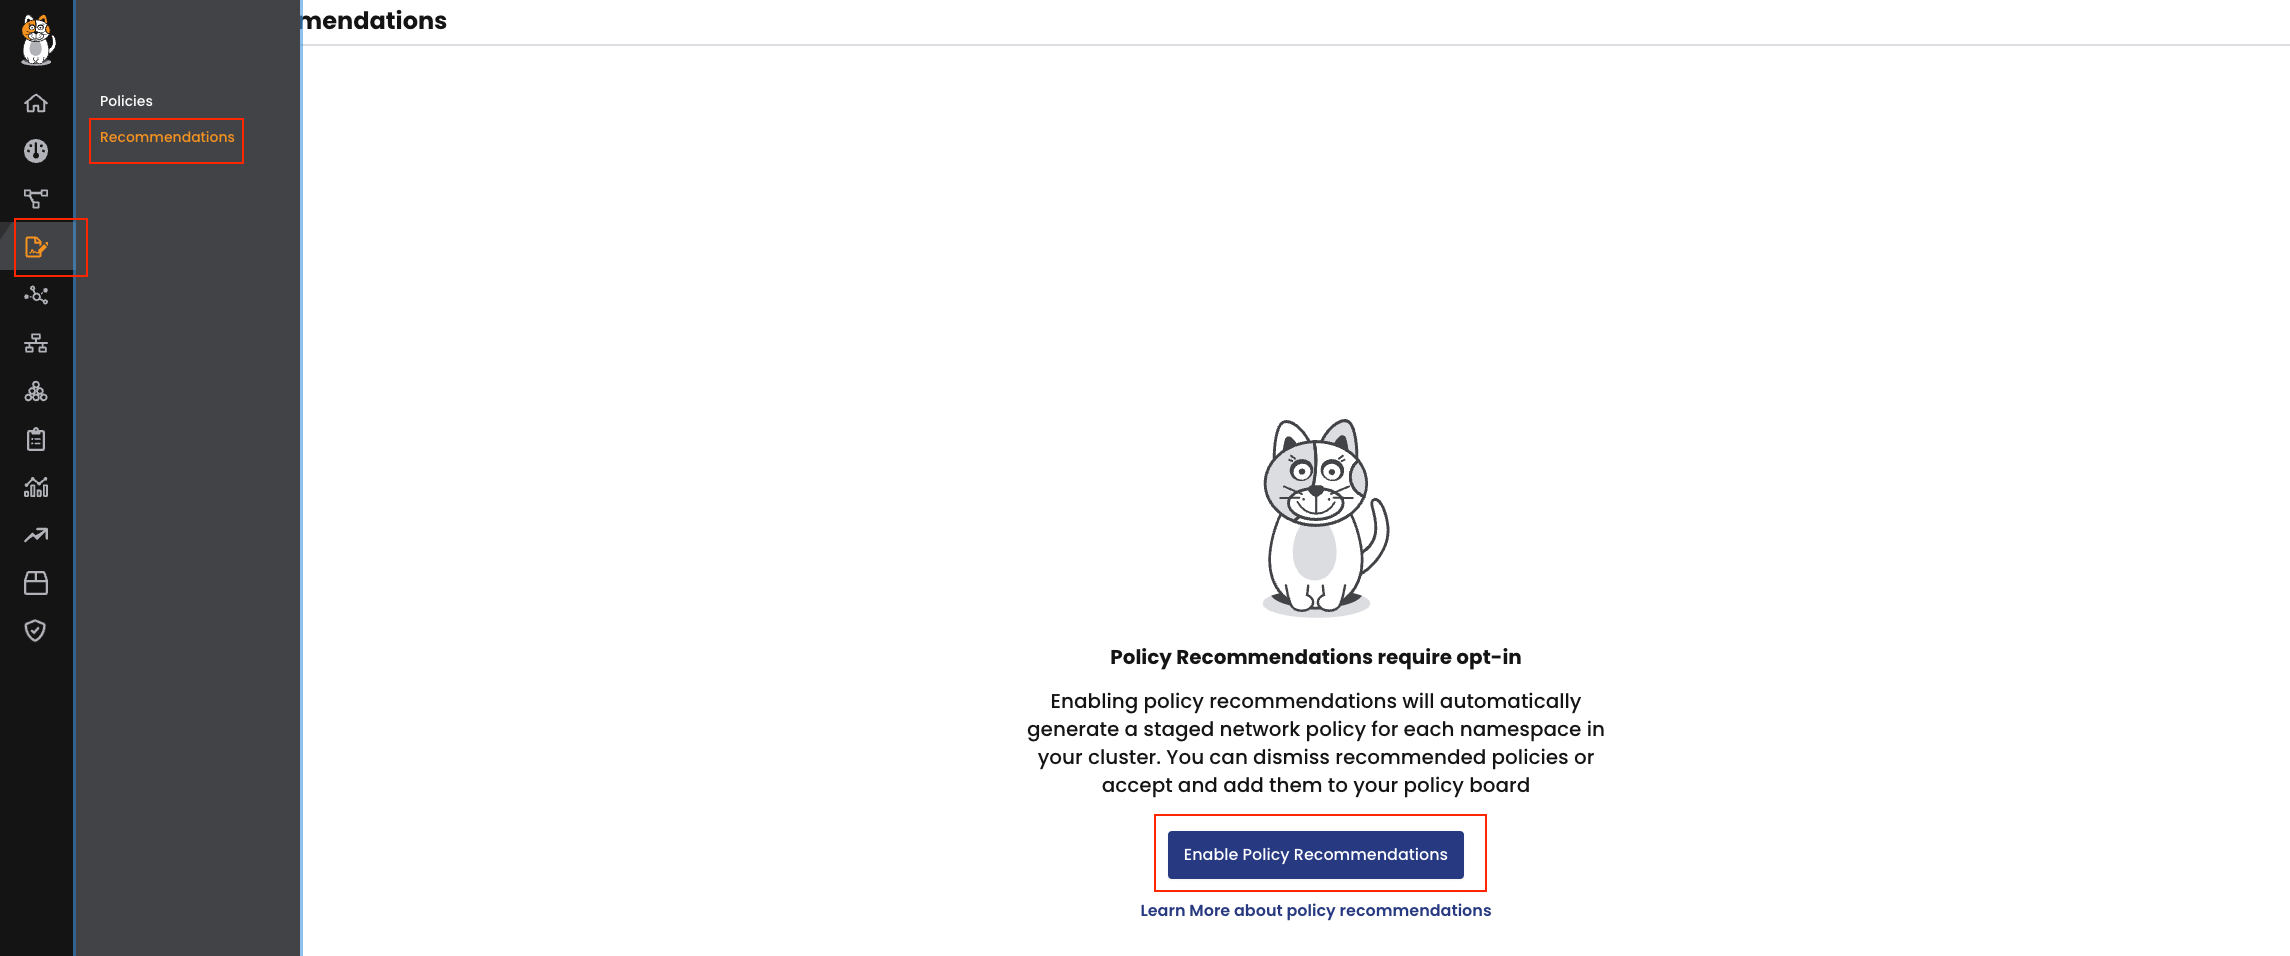 mendations
Policies
Recommendations
Policy Recommendations require opt-in
Enabling policy recommendations will automatically
generate a staged network policy for each namespace in
your cluster. You can dismiss recommended policies or
accept and add them to your policy board
Enable Policy Recommendations
Learn More about policy recommendations